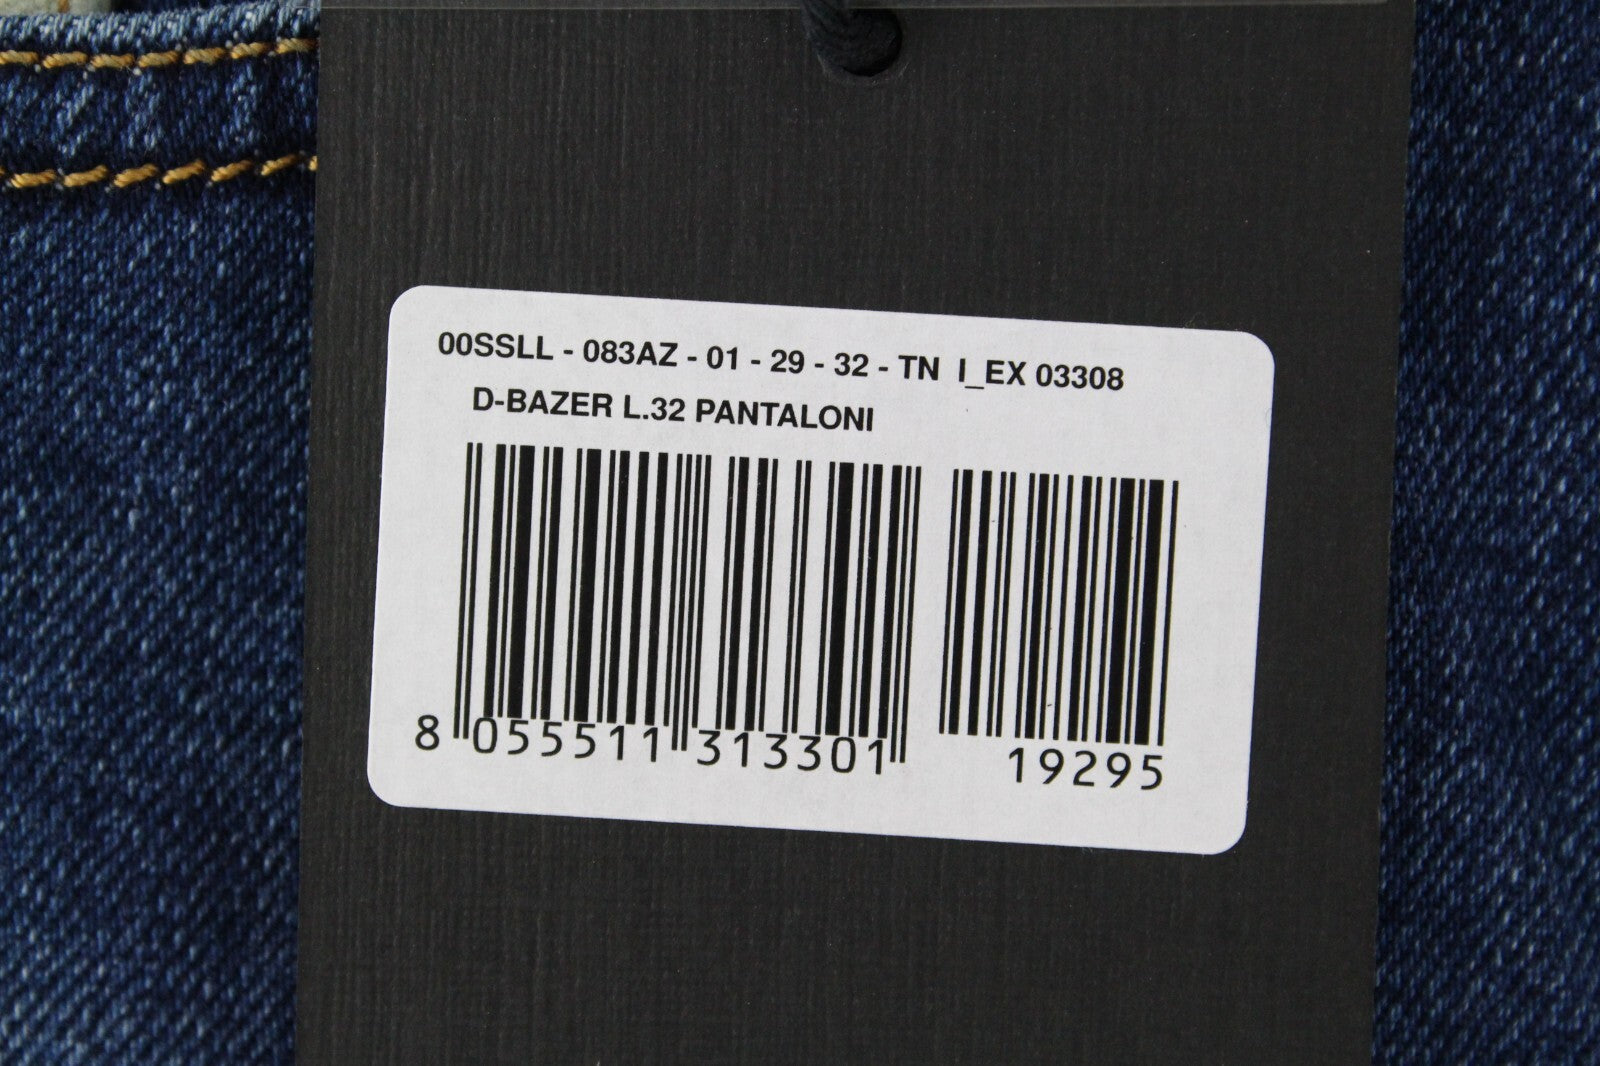 00SSLL - 083AZ - 01 - 29 - 32 - TN I_EX 03308
D-BAZER L.32 PANTALONI
8 055511 313301 19295